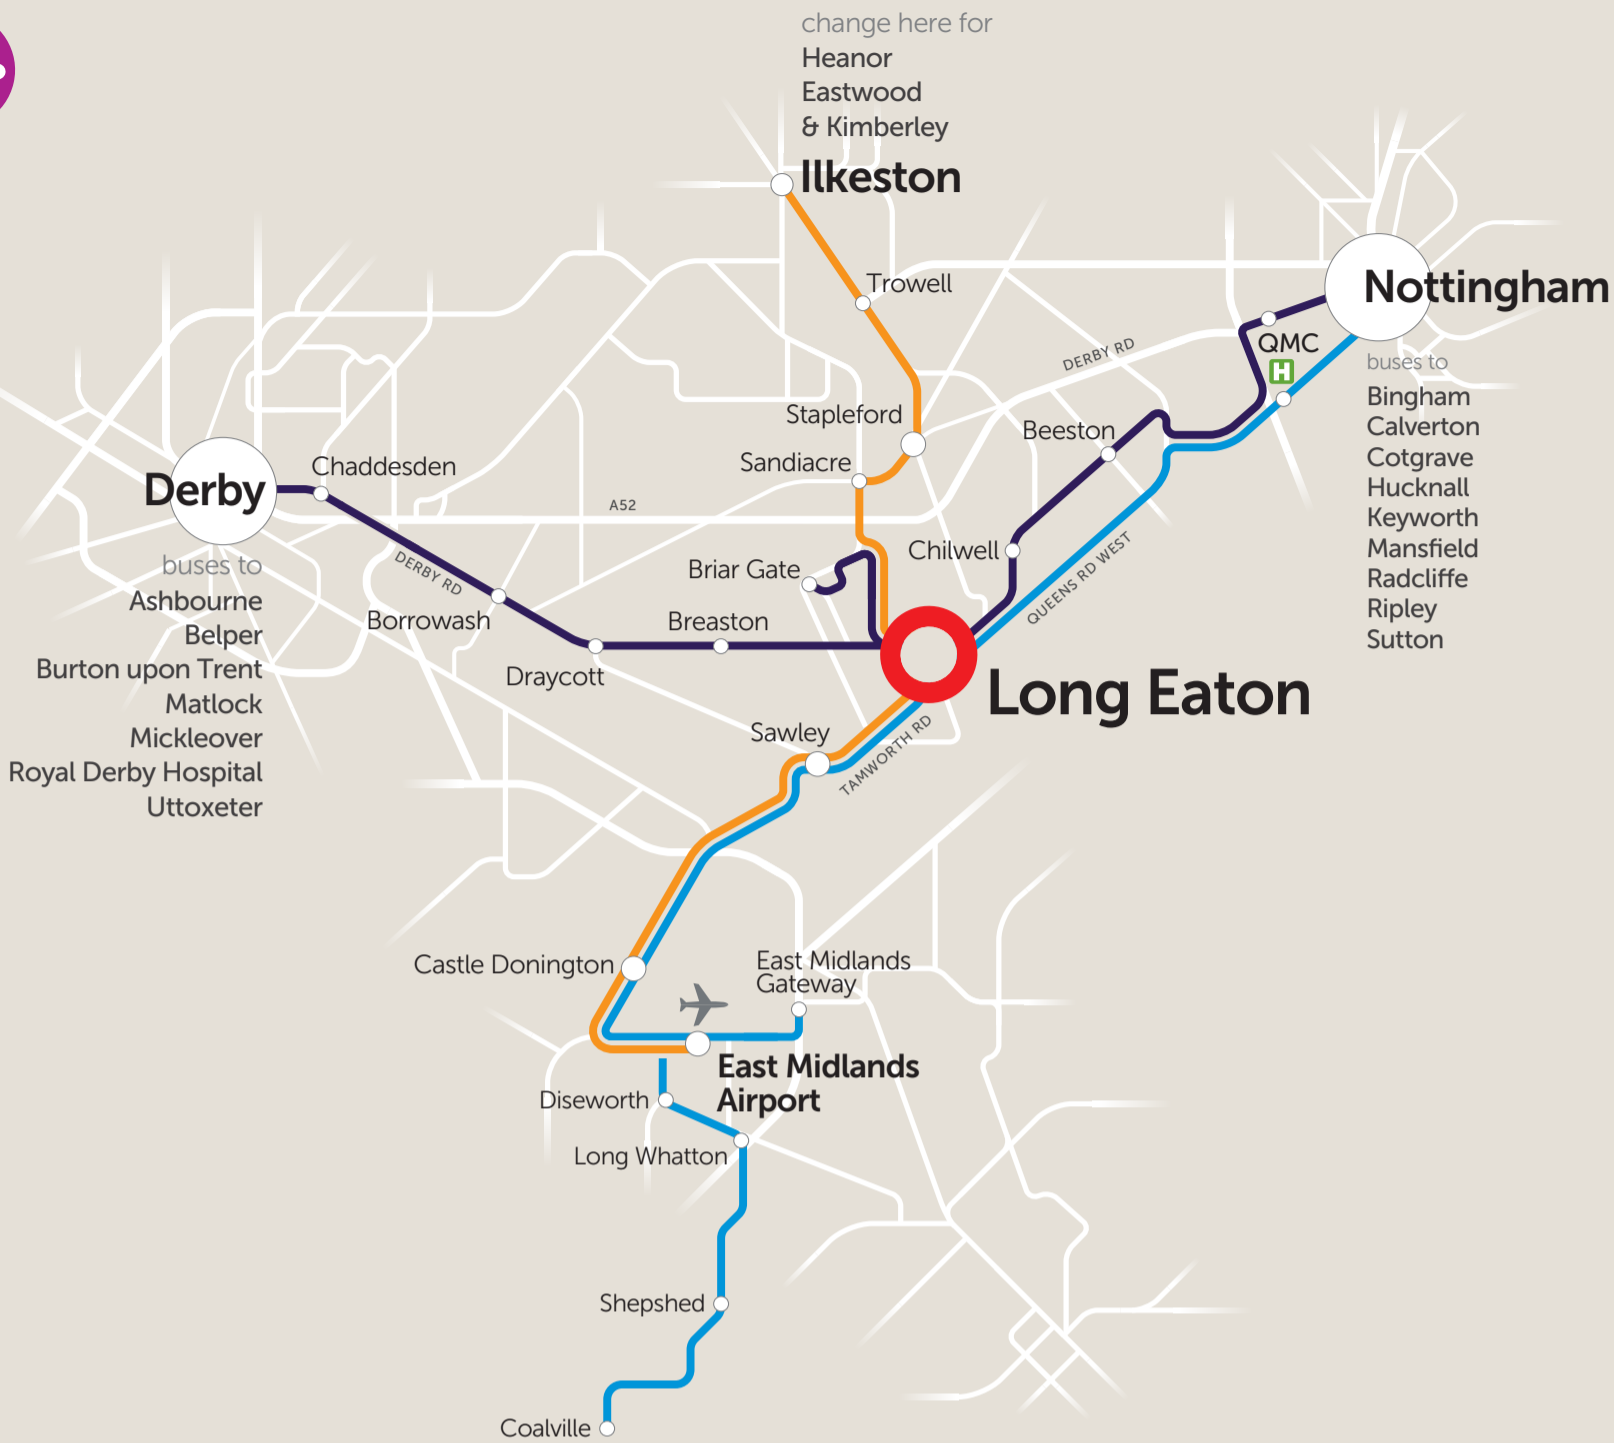 change here for
Heanor
Eastwood
& Kimberley
Ilkeston
Trowell
Nottingham
DERBY RD
QMC
H
buses to
Bingham
Calverton
Cotgrave
Hucknall
Keyworth
Mansfield
Radcliffe
Ripley
Sutton
Stapleford
Beeston
Sandiacre
Chaddesden
Derby
A52
Chilwell
QUEENS RD WEST
buses to
Ashbourne
Belper
Burton upon Trent
Matlock
Mickleover
Royal Derby Hospital
Uttoxeter
DERBY RD
Briar Gate
Borrowash
Breaston
Draycott
Long Eaton
Sawley
TAMWORTH RD
Castle Donington
East Midlands
Gateway
East Midlands
Airport
Diseworth
Long Whatton
Shepshed
Coalville